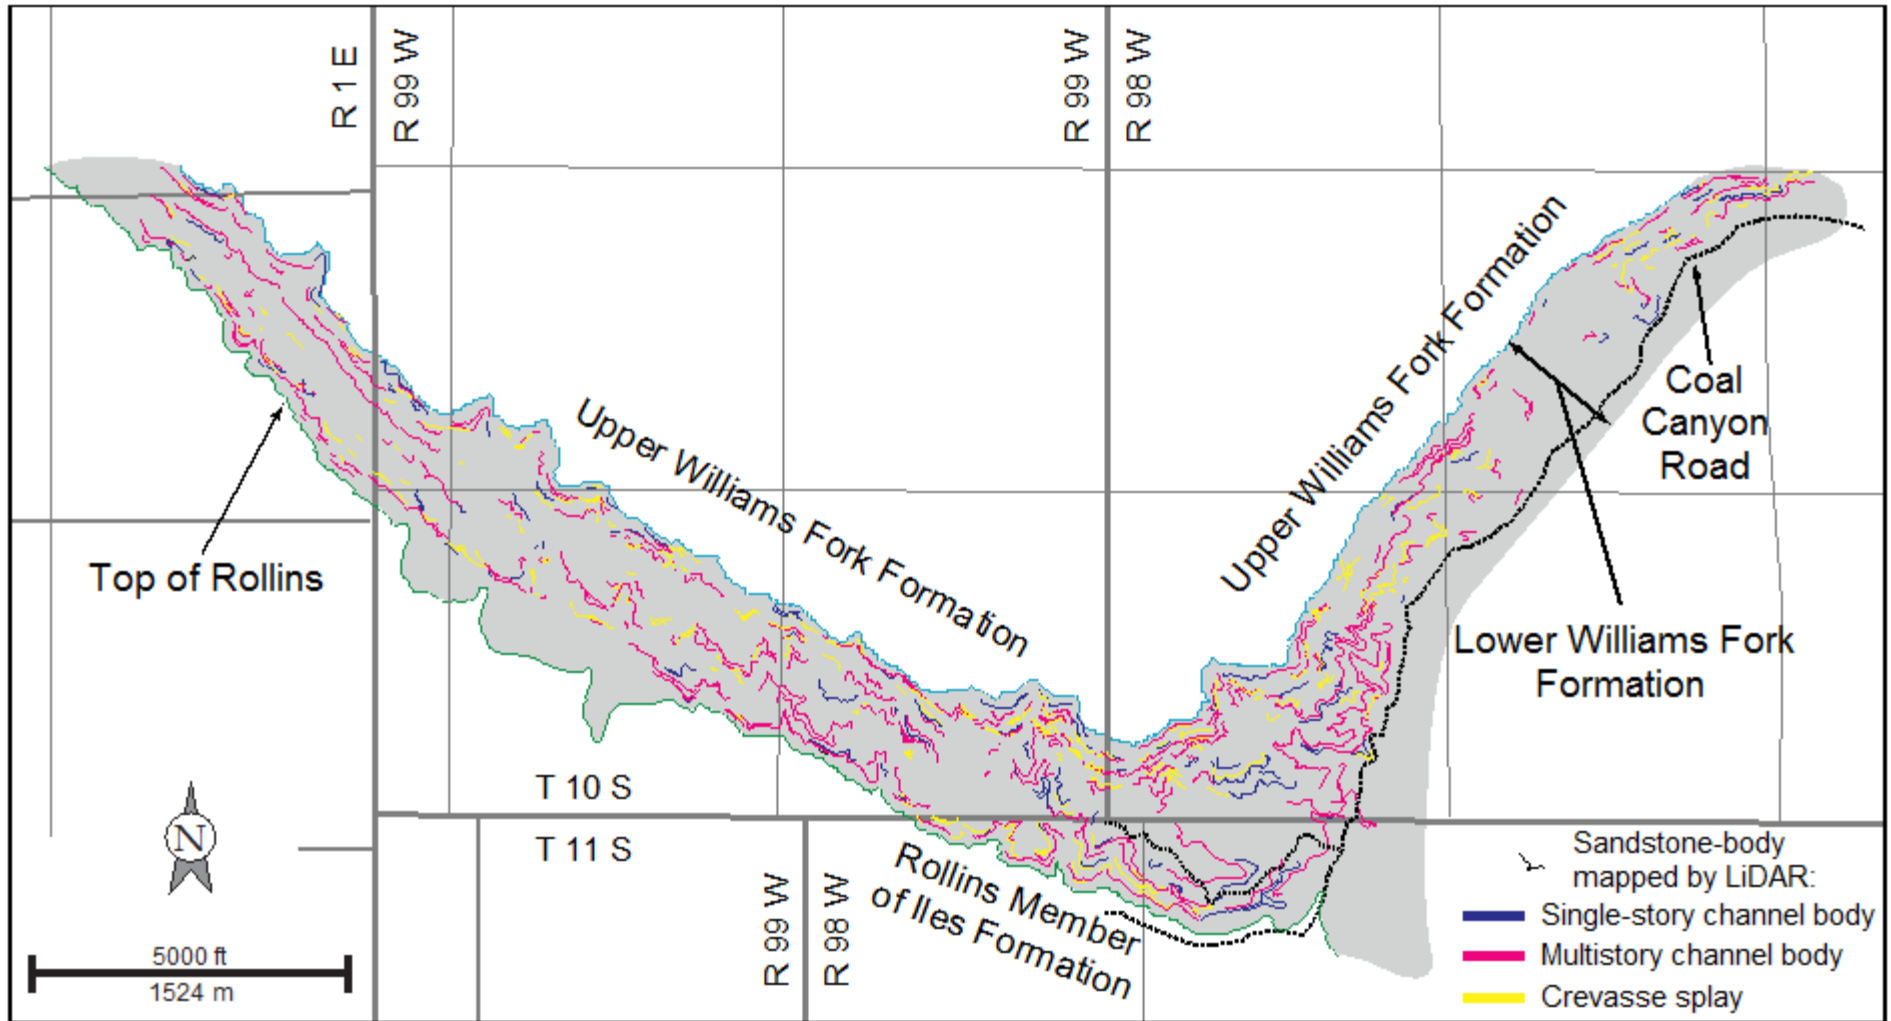 R 1 E
R 99 W
R 99 W
R 98 W
Upper Williams Fork Formation
Upper Williams Fork Formation
Coal
Canyon
Road
Top of Rollins
Lower Williams Fork
Formation
T 10 S
T 11 S
R 99 W
R 98 W
Rollins Member
of Iles Formation
N
5000 ft
1524 m
Sandstone-body
mapped by LiDAR:
Single-story channel body
Multistory channel body
Crevasse splay